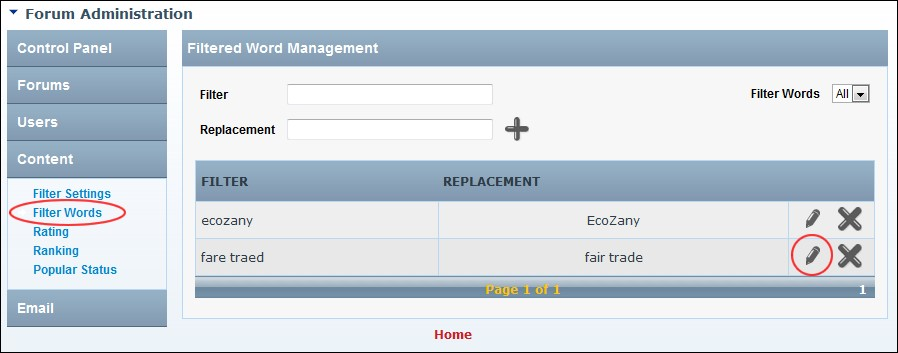 Forum Administration
Control Panel
Forums
Users
Content
Filter Settings
Filter Words
Rating
Ranking
Popular Status
Email
Filtered Word Management
Filter
Filter Words All
Replacement
FILTER REPLACEMENT
ecozany EcoZany
fare traed fair trade
Page 1 of 1 1
Home